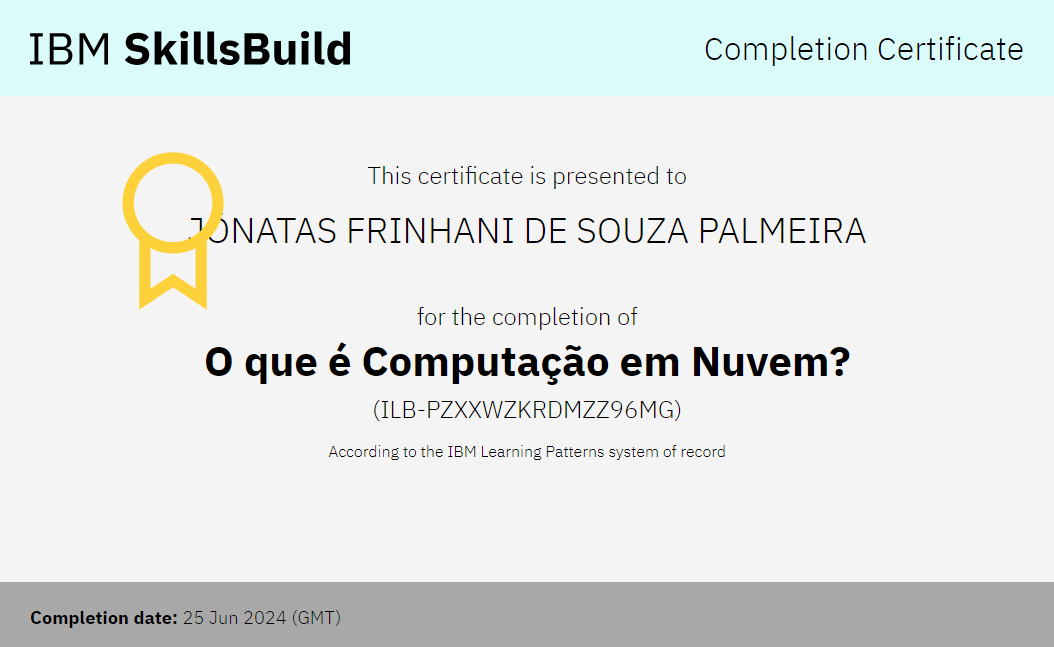 IBM SkillsBuild
Completion Certificate
This certificate is presented to
JONATAS FRINHANI DE SOUZA PALMEIRA
for the completion of
O que é Computação em Nuvem?
(ILB-PZXXWZKRDMZZ96MG)
According to the IBM Learning Patterns system of record
Completion date: 25 Jun 2024 (GMT)